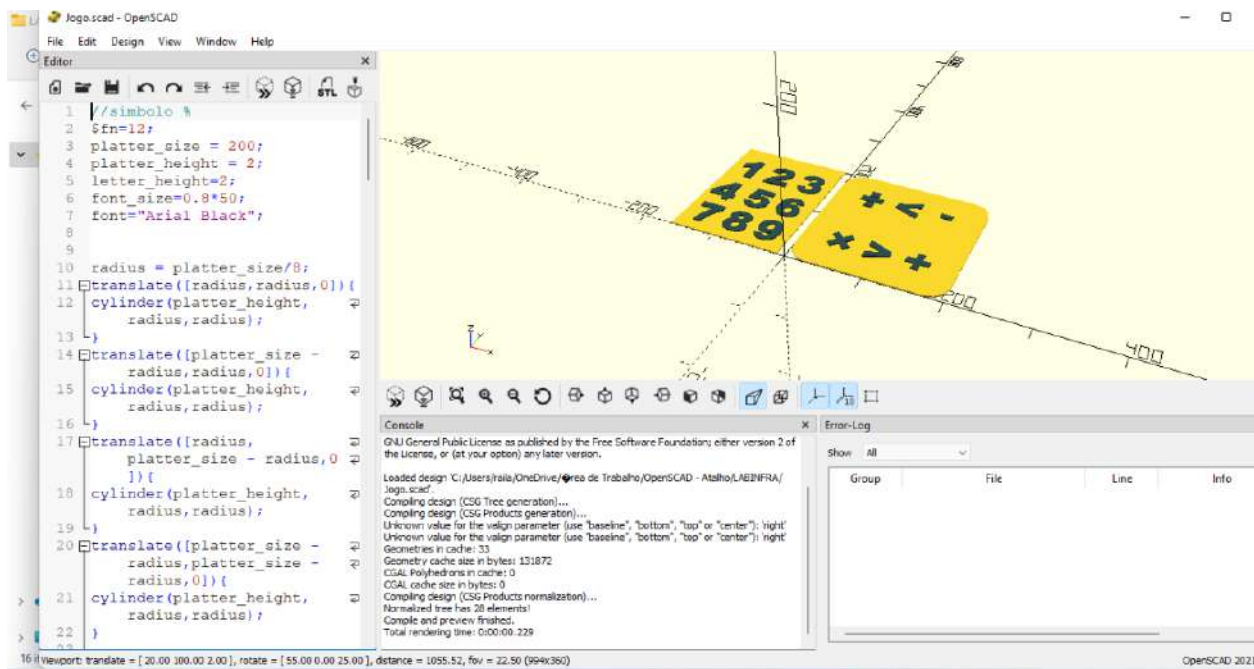 Jogo.scad - OpenSCAD
File Edit Design View Window Help
Editor
STL
1 //simbolo %
2 $fn=12;
3 platter_size = 200;
4 platter_height = 2;
5 letter_height=2;
6 font_size=0.8*50;
7 font="Arial Black";
8
9
10 radius = platter_size/8;
11 translate([radius,radius,0]){
12 cylinder(platter_height,
radius,radius);
13 }
14 translate([platter_size -
radius,radius,0]){
15 cylinder(platter_height,
radius,radius);
16 }
17 translate([radius,
platter_size - radius,0
]){
18 cylinder(platter_height,
radius,radius);
19 }
20 translate([platter_size -
radius,platter_size -
radius,0]){
21 cylinder(platter_height,
radius,radius);
22 }
200
-400
-200
123
456
789
+ < -
× > +
200
400
z
y
x
Console
GNU General Public License as published by the Free Software Foundation; either version 2 of
the License, or (at your option) any later version.
Loaded design 'C:/Users/raila/OneDrive/�rea de Trabalho/OpenSCAD - Atalho/LABINFRA/
Jogo.scad'.
Compiling design (CSG Tree generation)...
Compiling design (CSG Products generation)...
Unknown value for the valign parameter (use "baseline", "bottom", "top" or "center"): 'right'
Unknown value for the valign parameter (use "baseline", "bottom", "top" or "center"): 'right'
Geometries in cache: 33
Geometry cache size in bytes: 131872
CGAL Polyhedrons in cache: 0
CGAL cache size in bytes: 0
Compiling design (CSG Products normalization)...
Normalized tree has 28 elements!
Compile and preview finished.
Total rendering time: 0:00:00.229
Error-Log
Show All
Group File Line Info
16 it
Viewport: translate = [ 20.00 100.00 2.00 ], rotate = [ 55.00 0.00 25.00 ], distance = 1055.52, fov = 22.50 (994x360)
OpenSCAD 2021